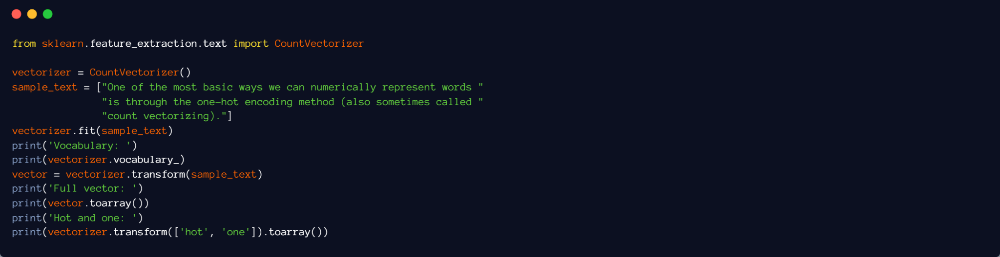 from sklearn.feature_extraction.text import CountVectorizer
vectorizer = CountVectorizer()
sample_text = ["One of the most basic ways we can numerically represent words "
               "is through the one-hot encoding method (also sometimes called "
               "count vectorizing)."]
vectorizer.fit(sample_text)
print('Vocabulary: ')
print(vectorizer.vocabulary_)
vector = vectorizer.transform(sample_text)
print('Full vector: ')
print(vector.toarray())
print('Hot and one: ')
print(vectorizer.transform(['hot', 'one']).toarray())